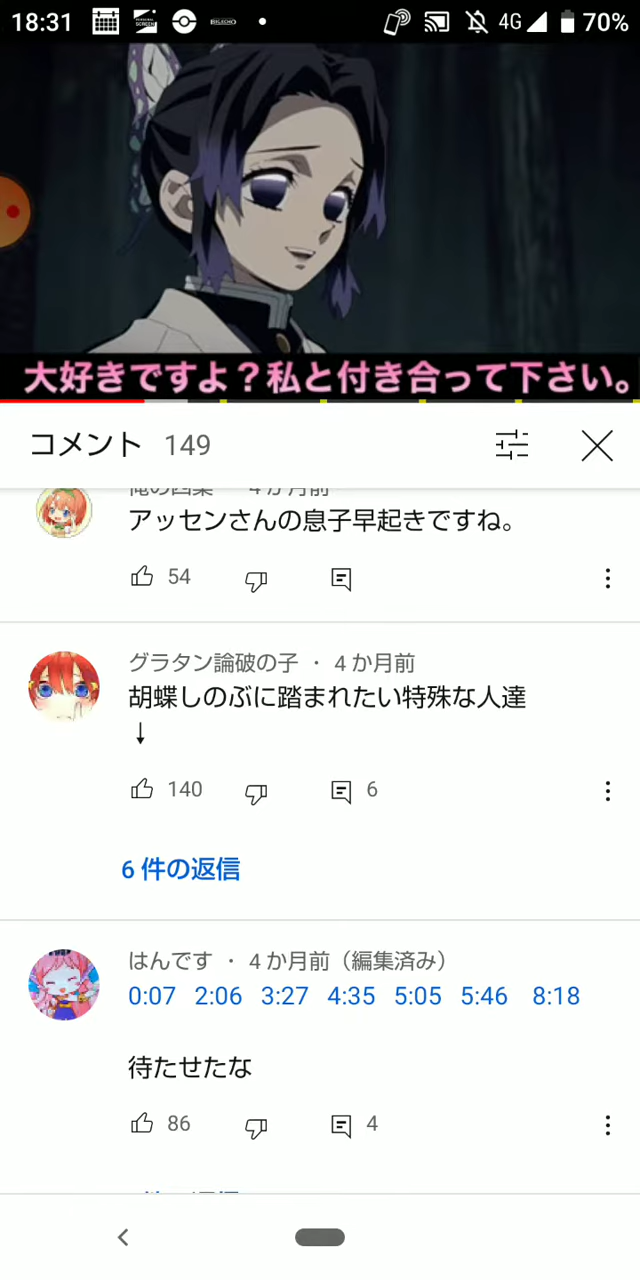 18:31
4G
70%
大好きですよ？私と付き合って下さい。
コメント 149
アッセンさんの息子早起きですね。
54
グラタン論破の子 ・ 4 か月前
胡蝶しのぶに踏まれたい特殊な人達
↓
140 6
6 件の返信
はんです ・ 4 か月前（編集済み）
0:07 2:06 3:27 4:35 5:05 5:46 8:18
待たせたな
86 4